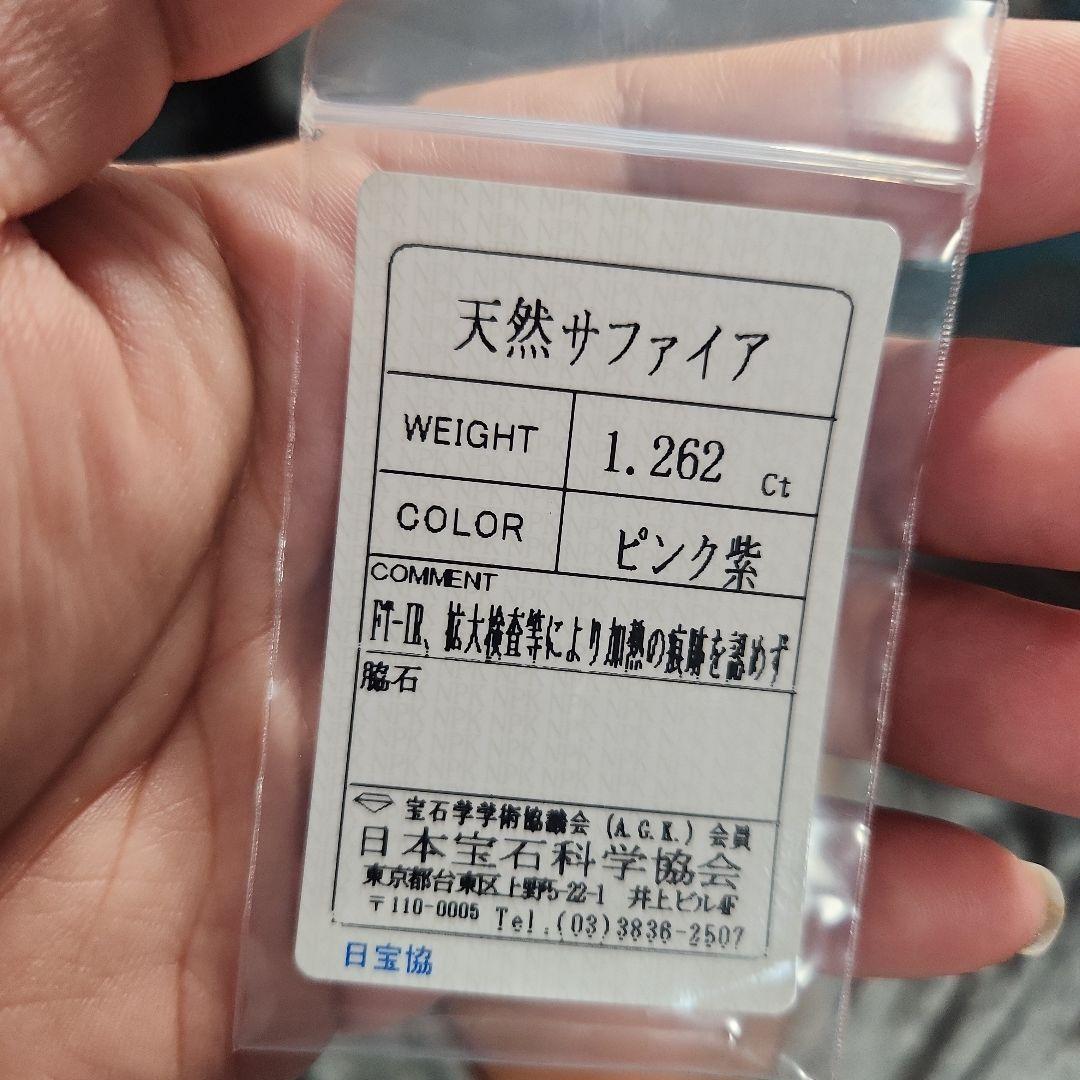 天然サファイア
WEIGHT 1.262 Ct
COLOR ピンク紫
COMMENT
FT-IR、拡大検査等により加熱の痕跡を認めず
脇石
宝石学学術協議会 (A.G.K.) 会員
日本宝石科学協会
東京都台東区上野5-22-1 井上ビル4F
〒110-0005 Tel.(03)3836-2507
日宝協